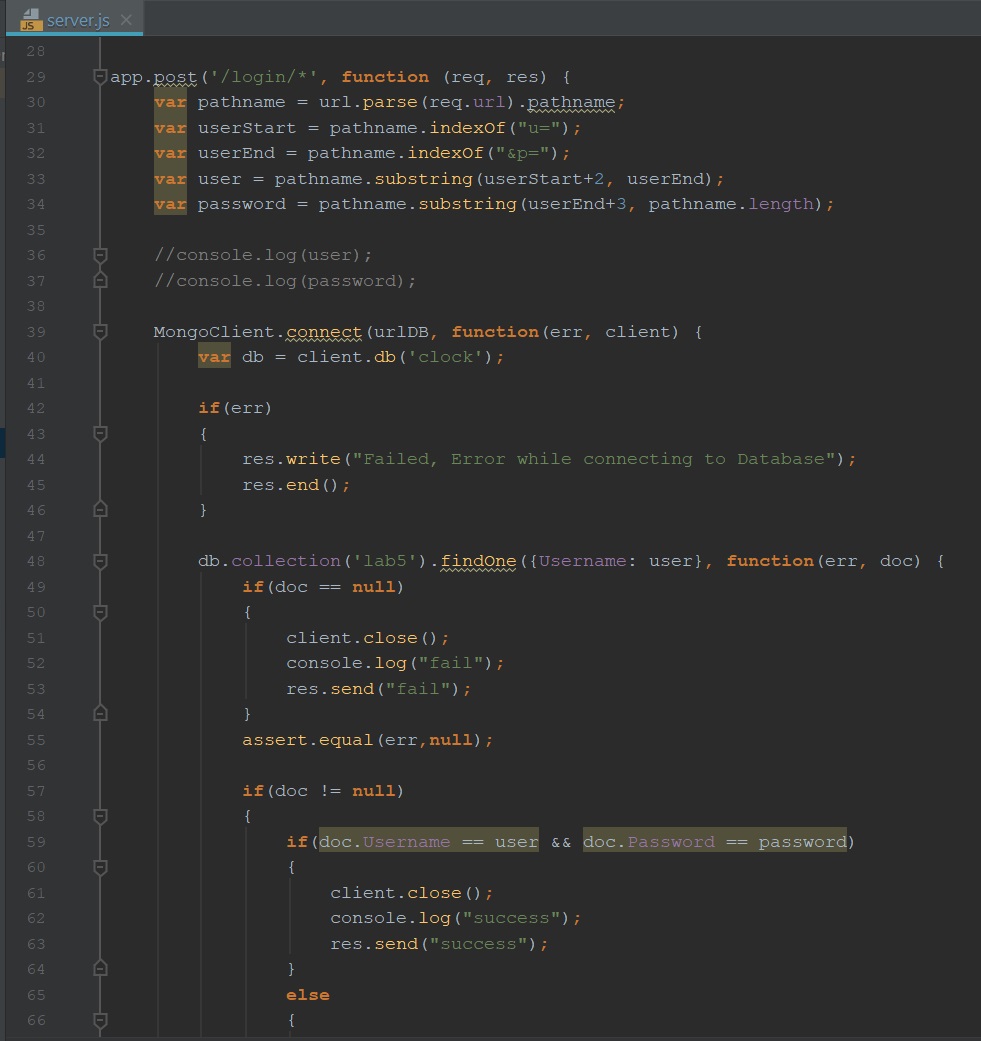 server.js
28
29 app.post('/login/*', function (req, res) {
30 var pathname = url.parse(req.url).pathname;
31 var userStart = pathname.indexOf("u=");
32 var userEnd = pathname.indexOf("&p=");
33 var user = pathname.substring(userStart+2, userEnd);
34 var password = pathname.substring(userEnd+3, pathname.length);
35
36 //console.log(user);
37 //console.log(password);
38
39 MongoClient.connect(urlDB, function(err, client) {
40 var db = client.db('clock');
41
42 if(err)
43 {
44 res.write("Failed, Error while connecting to Database");
45 res.end();
46 }
47
48 db.collection('lab5').findOne({Username: user}, function(err, doc) {
49 if(doc == null)
50 {
51 client.close();
52 console.log("fail");
53 res.send("fail");
54 }
55 assert.equal(err,null);
56
57 if(doc != null)
58 {
59 if(doc.Username == user && doc.Password == password)
60 {
61 client.close();
62 console.log("success");
63 res.send("success");
64 }
65 else
66 {